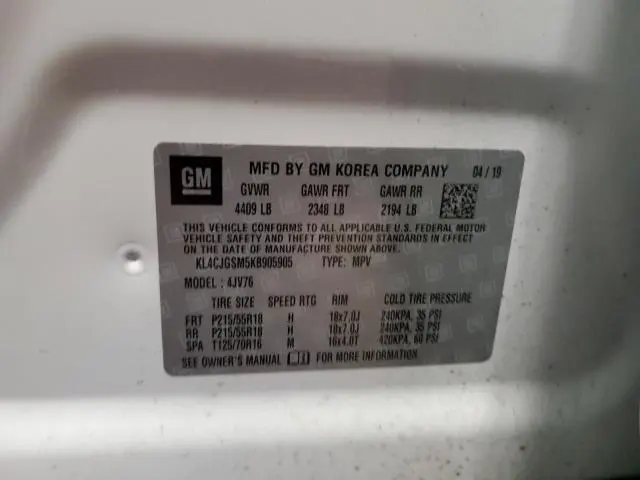 GM MFD BY GM KOREA COMPANY 04 / 19
GVWR GAWR FRT GAWR RR
4409 LB 2348 LB 2194 LB
THIS VEHICLE CONFORMS TO ALL APPLICABLE U.S. FEDERAL MOTOR
VEHICLE SAFETY, BUMPER, AND THEFT PREVENTION
STANDARDS IN EFFECT ON THE DATE OF MANUFACTURE SHOWN ABOVE.
KL4CJGSM5KB905905 TYPE: MPV
MODEL : 4JV76
TIRE SIZE SPEED RTG RIM COLD TIRE PRESSURE
FRT P215/55R18 H 18x7.0J 240KPA, 35 PSI
RR P215/55R18 H 18x7.0J 240KPA, 35 PSI
SPA T125/70R16 M 16x4.0T 420KPA, 60 PSI
SEE OWNER'S MANUAL FOR MORE INFORMATION.